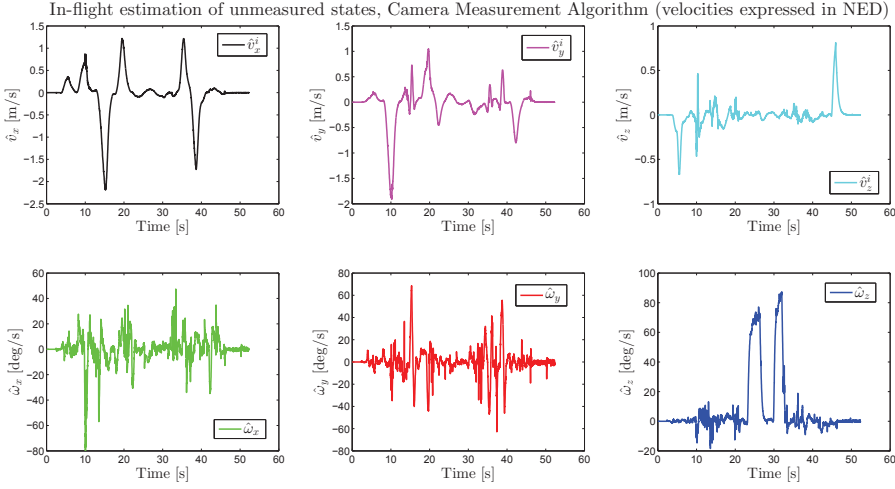 In-flight estimation of unmeasured states, Camera Measurement Algorithm (velocities expressed in NED)
1.5
1
0.5
0
−0.5
−1
−1.5
−2
−2.5
0 10 20 30 40 50 60
v̂ₓ [m/s]
Time [s]
v̂ₓⁱ
1.5
1
0.5
0
−0.5
−1
−1.5
−2
0 10 20 30 40 50 60
v̂_y [m/s]
Time [s]
v̂_yⁱ
1
0.5
0
−0.5
−1
0 10 20 30 40 50 60
v̂_z [m/s]
Time [s]
v̂_zⁱ
60
40
20
0
−20
−40
−60
−80
0 10 20 30 40 50 60
ω̂ₓ [deg/s]
Time [s]
ω̂ₓ
80
60
40
20
0
−20
−40
−60
−80
0 10 20 30 40 50 60
ω̂_y [deg/s]
Time [s]
ω̂_y
100
80
60
40
20
0
−20
0 10 20 30 40 50 60
ω̂_z [deg/s]
Time [s]
ω̂_z